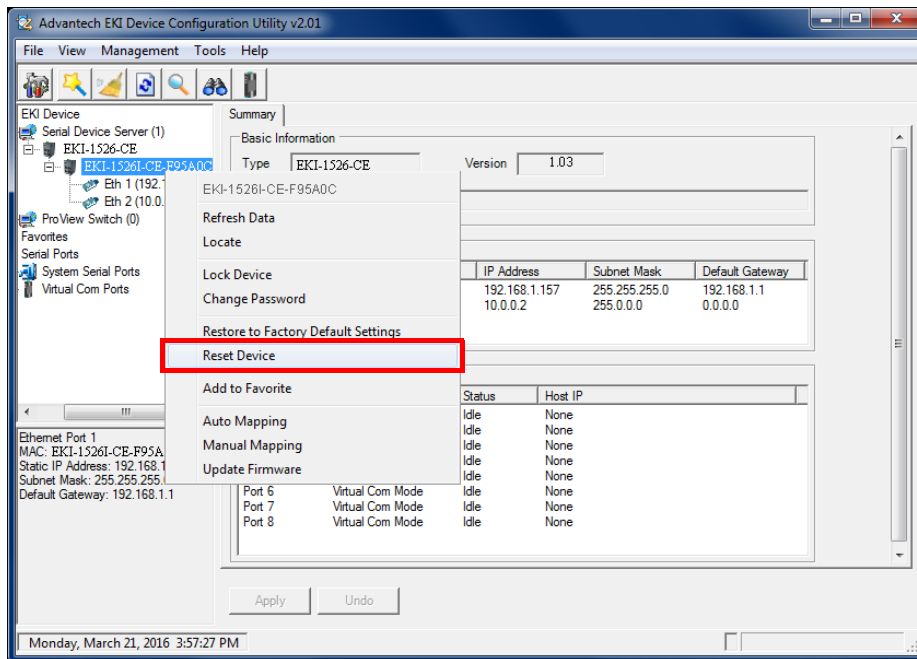 Advantech EKI Device Configuration Utility v2.01
File View Management Tools Help
EKI Device
Serial Device Server (1)
EKI-1526-CE
EKI-1526I-CE-F95A0C
Eth 1 (192.1
Eth 2 (10.0.
ProView Switch (0)
Favorites
Serial Ports
System Serial Ports
Virtual Com Ports
Ethernet Port 1
MAC: EKI-1526I-CE-F95A
Static IP Address: 192.168.1
Subnet Mask: 255.255.255.
Default Gateway: 192.168.1.1
EKI-1526I-CE-F95A0C
Refresh Data
Locate
Lock Device
Change Password
Restore to Factory Default Settings
Reset Device
Add to Favorite
Auto Mapping
Manual Mapping
Update Firmware
Summary
Basic Information
Type EKI-1526-CE Version 1.03
IP Address Subnet Mask Default Gateway
192.168.1.157 255.255.255.0 192.168.1.1
10.0.0.2 255.0.0.0 0.0.0.0
Status Host IP
Idle None
Idle None
Idle None
Idle None
Idle None
Port 6 Virtual Com Mode Idle None
Port 7 Virtual Com Mode Idle None
Port 8 Virtual Com Mode Idle None
Apply Undo
Monday, March 21, 2016 3:57:27 PM